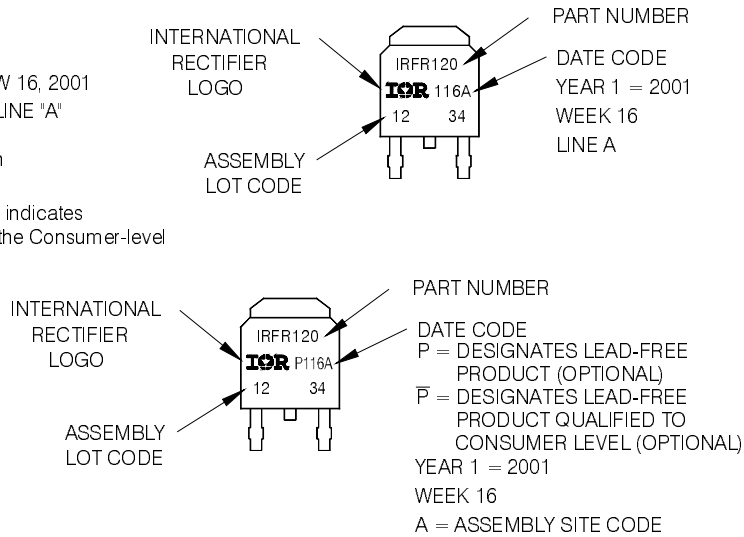 INTERNATIONAL
RECTIFIER
LOGO
PART NUMBER
IRFR120
IOR 116A
12 34
DATE CODE
YEAR 1 = 2001
WEEK 16
LINE A
ASSEMBLY
LOT CODE
16, 2001
LINE "A"
indicates
the Consumer-level
INTERNATIONAL
RECTIFIER
LOGO
PART NUMBER
IRFR120
IOR P116A
12 34
DATE CODE
P = DESIGNATES LEAD-FREE
PRODUCT (OPTIONAL)
P̅ = DESIGNATES LEAD-FREE
PRODUCT QUALIFIED TO
CONSUMER LEVEL (OPTIONAL)
YEAR 1 = 2001
WEEK 16
A = ASSEMBLY SITE CODE
ASSEMBLY
LOT CODE